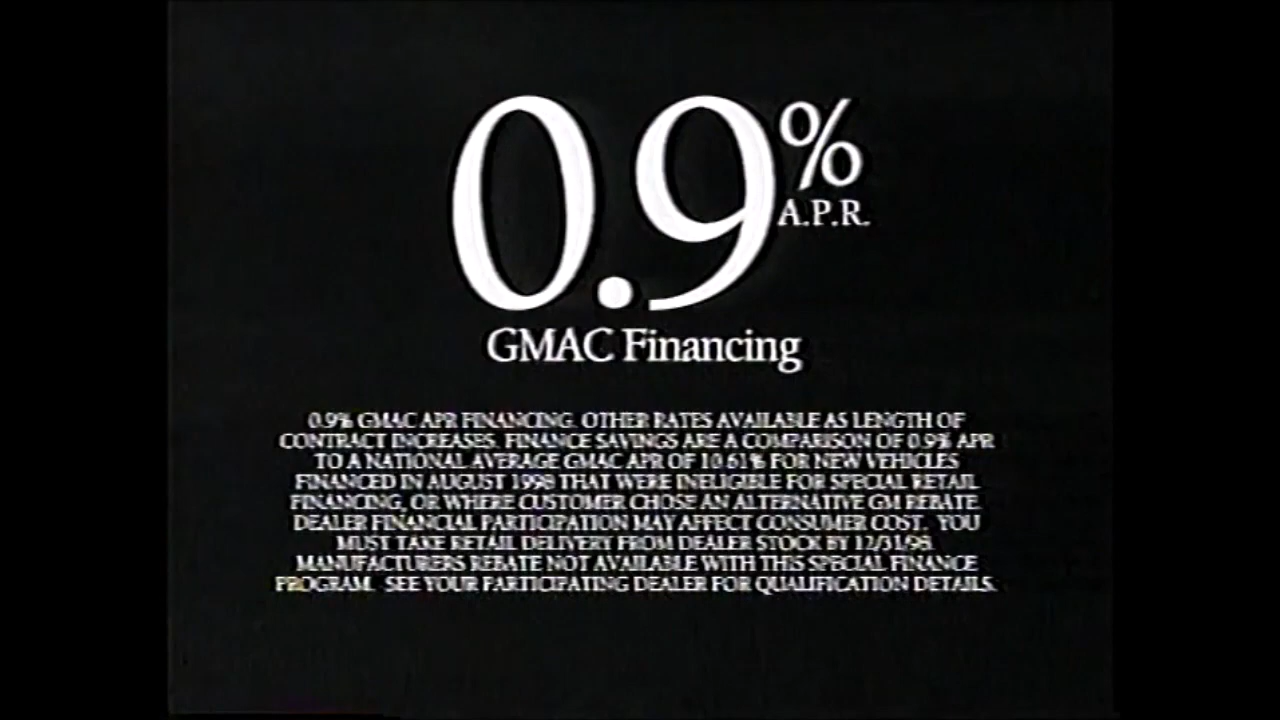 0.9%
A.P.R.
GMAC Financing
0.9% GMAC APR FINANCING. OTHER RATES AVAILABLE AS LENGTH OF
CONTRACT INCREASES. FINANCE SAVINGS ARE A COMPARISON OF 0.9% APR
TO A NATIONAL AVERAGE GMAC APR OF 10.61% FOR NEW VEHICLES
FINANCED IN AUGUST 1998 THAT WERE INELIGIBLE FOR SPECIAL RETAIL
FINANCING, OR WHERE CUSTOMER CHOSE AN ALTERNATIVE GM REBATE.
DEALER FINANCIAL PARTICIPATION MAY AFFECT CONSUMER COST. YOU
MUST TAKE RETAIL DELIVERY FROM DEALER STOCK BY 12/31/98.
MANUFACTURERS REBATE NOT AVAILABLE WITH THIS SPECIAL FINANCE
PROGRAM. SEE YOUR PARTICIPATING DEALER FOR QUALIFICATION DETAILS.